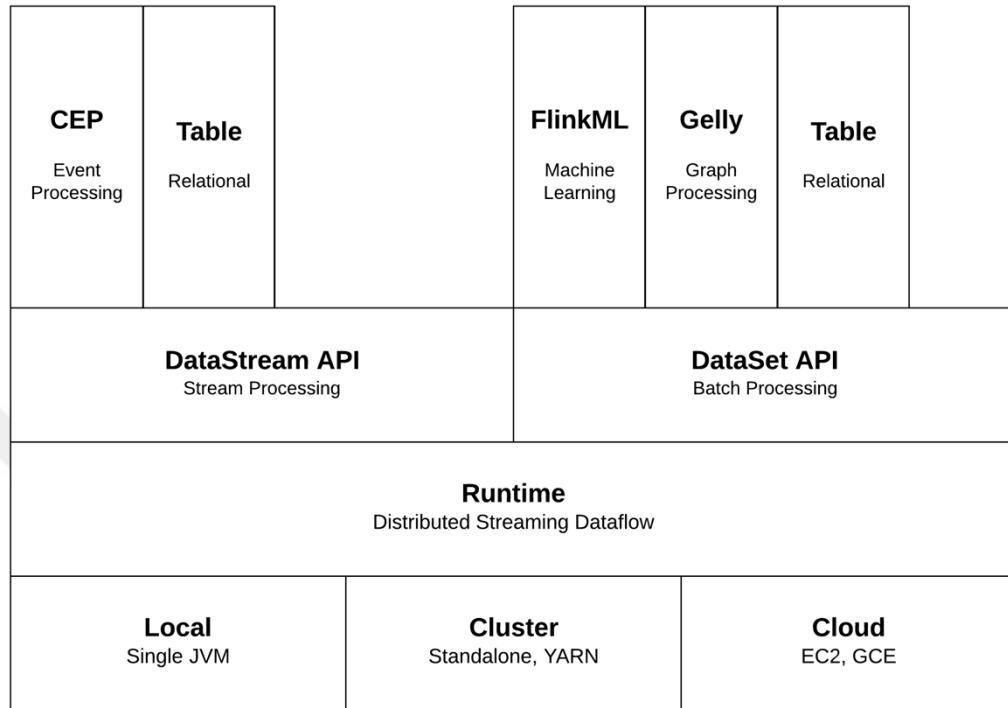 CEP
Event
Processing
Table
Relational
FlinkML
Machine
Learning
Gelly
Graph
Processing
Table
Relational
DataStream API
Stream Processing
DataSet API
Batch Processing
Runtime
Distributed Streaming Dataflow
Local
Single JVM
Cluster
Standalone, YARN
Cloud
EC2, GCE